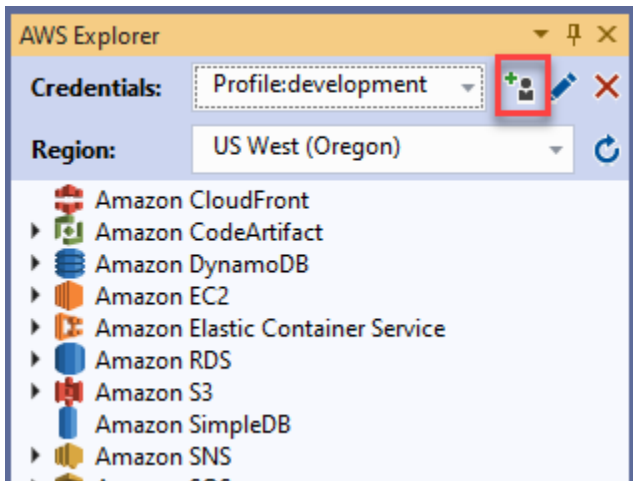 AWS Explorer
Credentials: Profile:development
Region: US West (Oregon)
Amazon CloudFront
Amazon CodeArtifact
Amazon DynamoDB
Amazon EC2
Amazon Elastic Container Service
Amazon RDS
Amazon S3
Amazon SimpleDB
Amazon SNS